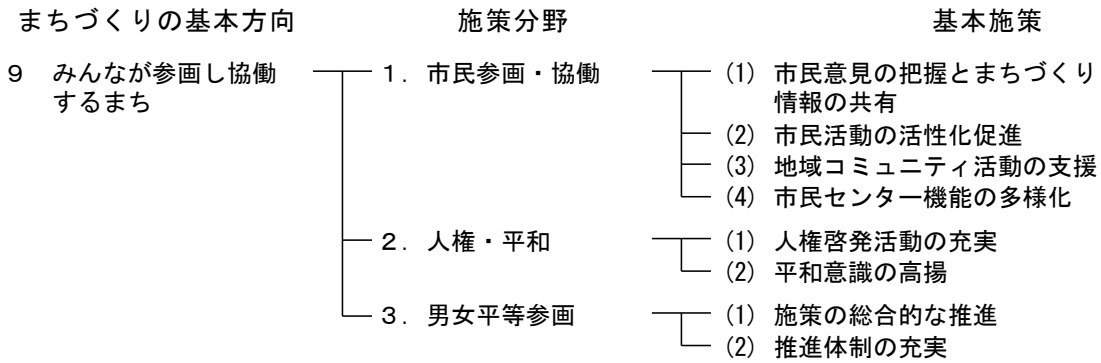 まちづくりの基本方向 施策分野 基本施策
９ みんなが参画し協働 １．市民参画・協働 (1) 市民意見の把握とまちづくり
するまち 情報の共有
(2) 市民活動の活性化促進
(3) 地域コミュニティ活動の支援
(4) 市民センター機能の多様化
２．人権・平和 (1) 人権啓発活動の充実
(2) 平和意識の高揚
３．男女平等参画 (1) 施策の総合的な推進
(2) 推進体制の充実